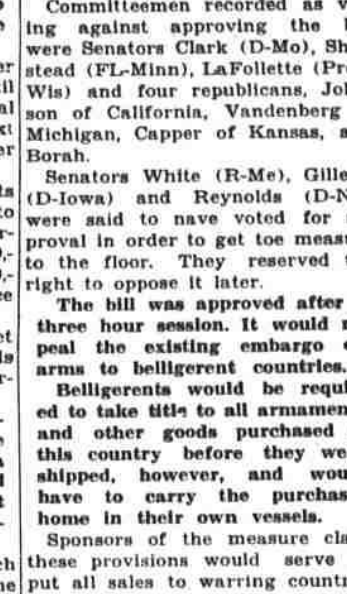 Committeemen recorded as v
ing against approving the
were Senators Clark (D-Mo), Sh
stead (FL-Minn), LaFollette (Pr
Wis) and four republicans, Joh
son of California, Vandenberg
Michigan, Capper of Kansas, a
Borah.
Senators White (R-Me), Gille
(D-Iowa) and Reynolds (D-N
were said to nave voted for
proval in order to get toe meas
to the floor. They reserved
right to oppose it later.
The bill was approved after
three hour session. It would r
peal the existing embargo
arms to belligerent countries.
Belligerents would be requi
ed to take title to all armamen
and other goods purchased
this country before they we
shipped, however, and wou
have to carry the purchas
home in their own vessels.
Sponsors of the measure cla
these provisions would serve
put all sales to warring countr